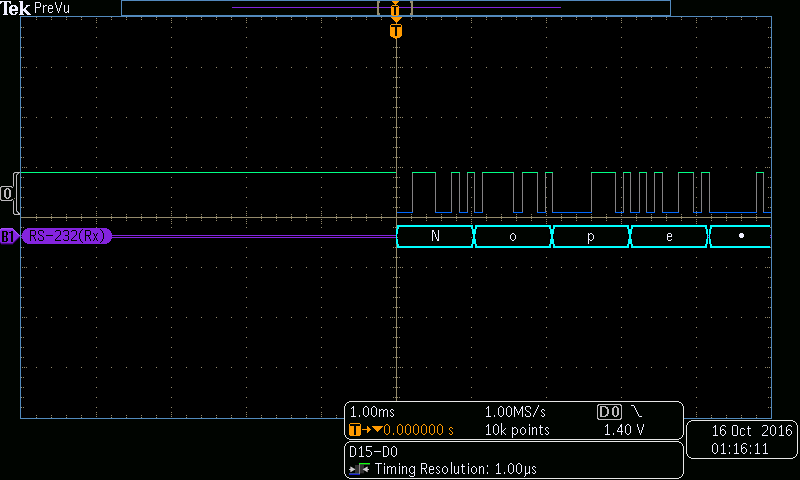 Tek PreVu
T
T
0
B1 RS-232(Rx) N o p e •
1.00ms 1.00MS/s D0
T→▼0.000000 s 10k points 1.40 V
D15-D0
Timing Resolution: 1.00µs
16 Oct 2016
01:16:11